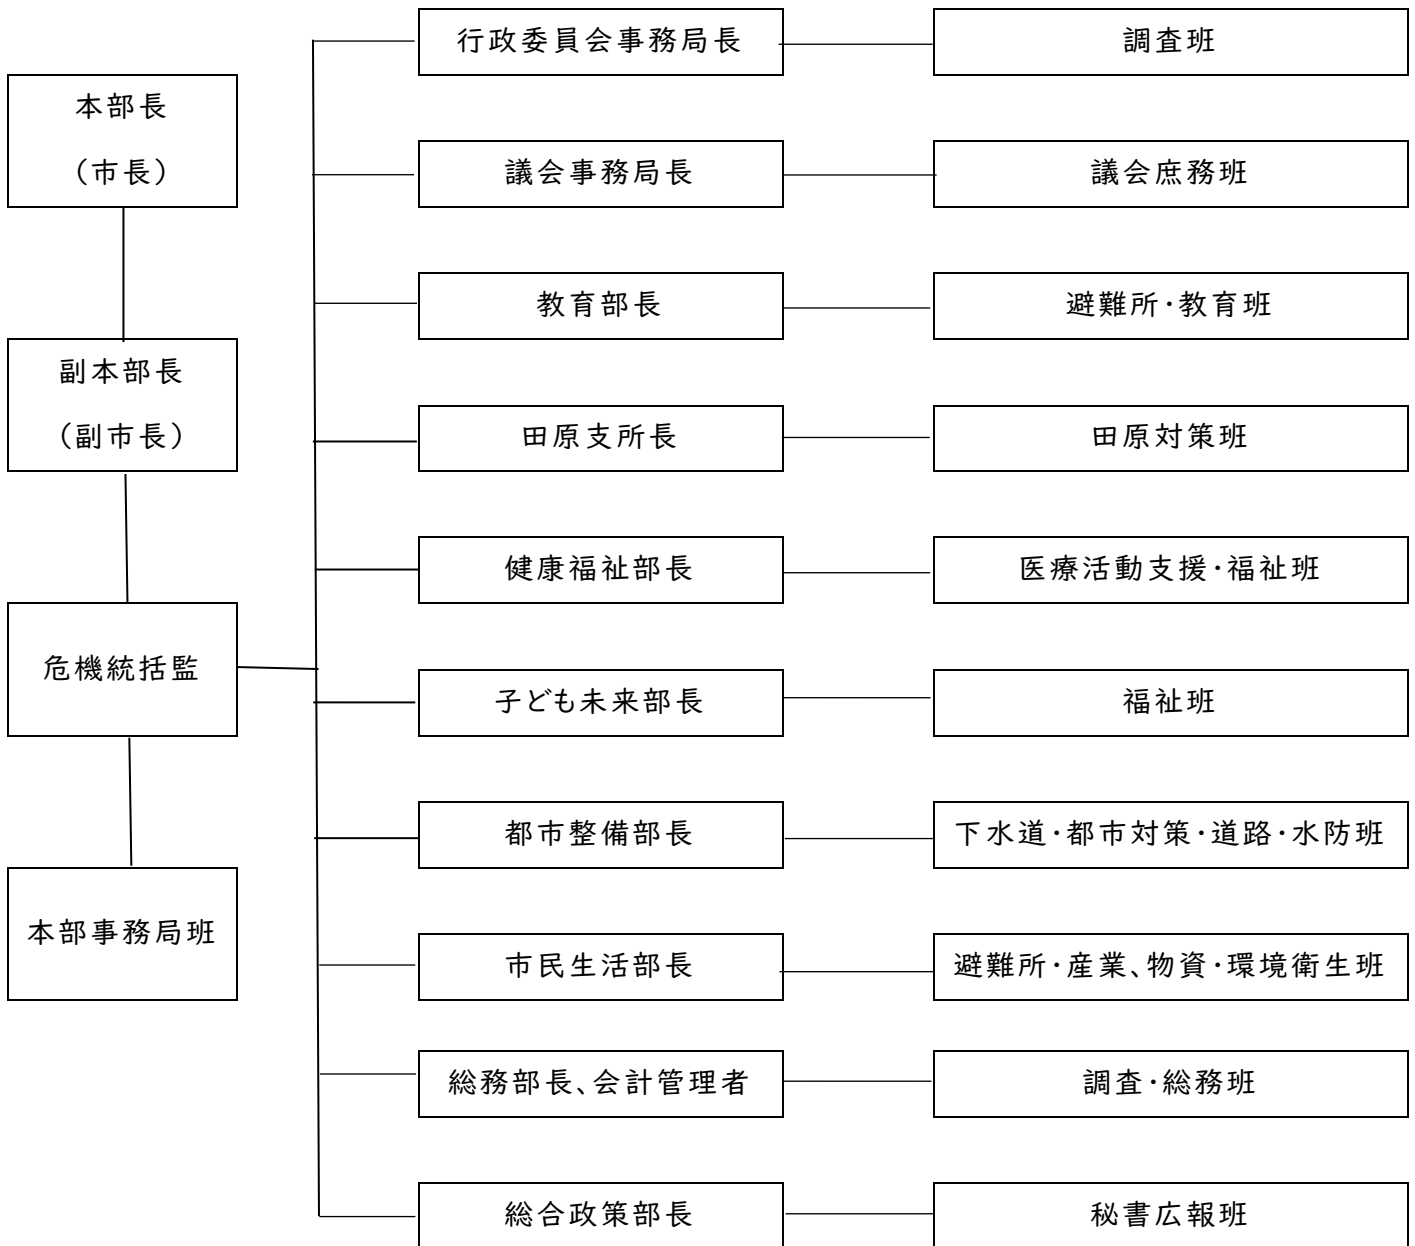 本部長
（市長）
副本部長
（副市長）
危機統括監
本部事務局班
行政委員会事務局長
調査班
議会事務局長
議会庶務班
教育部長
避難所・教育班
田原支所長
田原対策班
健康福祉部長
医療活動支援・福祉班
子ども未来部長
福祉班
都市整備部長
下水道・都市対策・道路・水防班
市民生活部長
避難所・産業、物資・環境衛生班
総務部長、会計管理者
調査・総務班
総合政策部長
秘書広報班